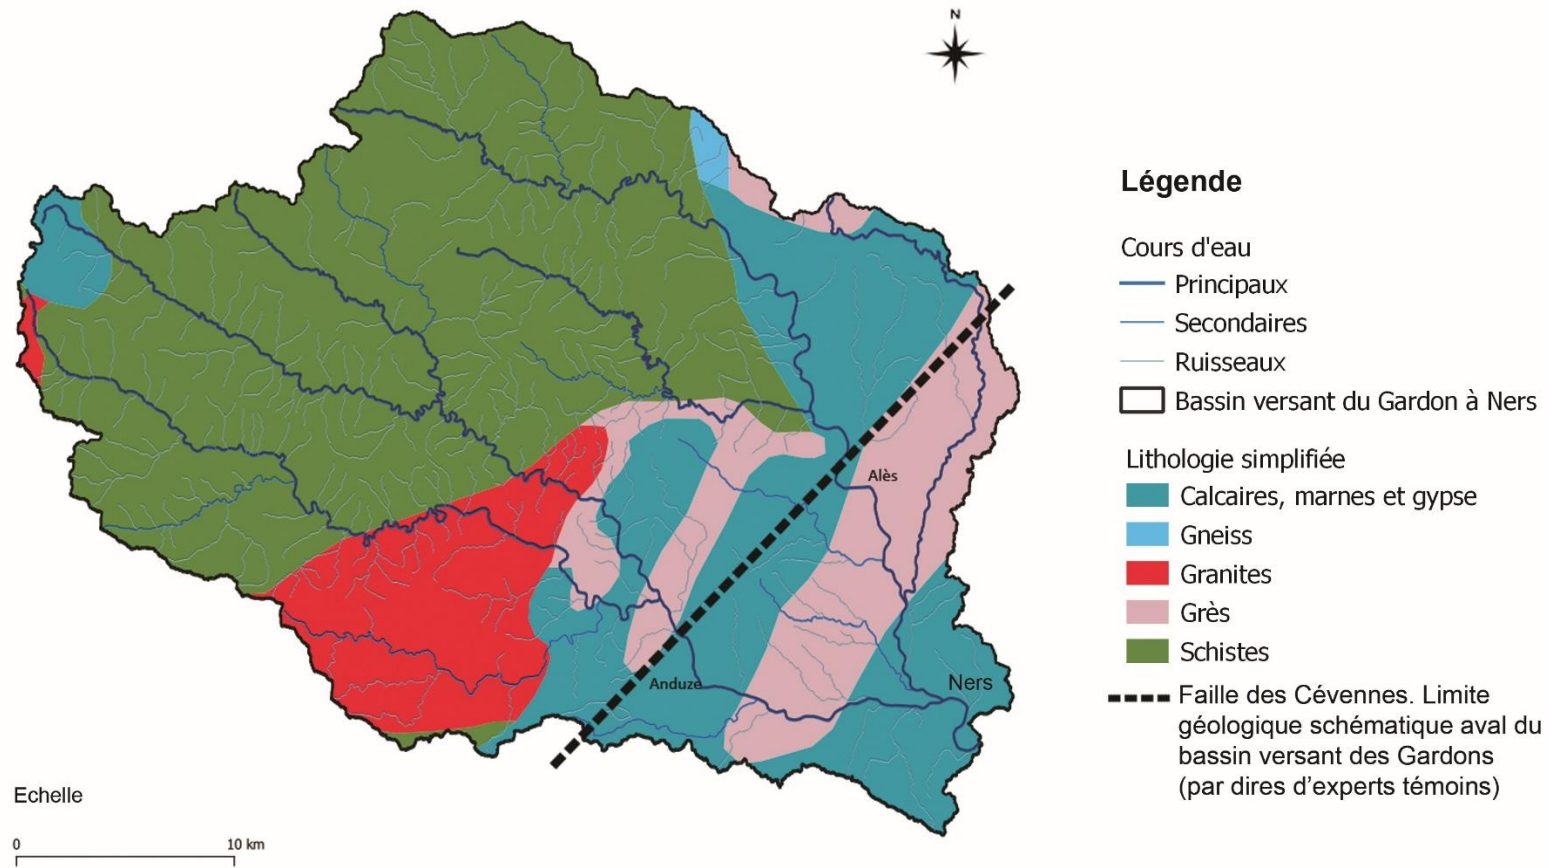 N
Légende
Cours d'eau
Principaux
Secondaires
Ruisseaux
Bassin versant du Gardon à Ners
Lithologie simplifiée
Calcaires, marnes et gypse
Gneiss
Granites
Grès
Schistes
Faille des Cévennes. Limite
géologique schématique aval du
bassin versant des Gardons
(par dires d'experts témoins)
Alès
Anduze
Ners
Echelle
0
10 km